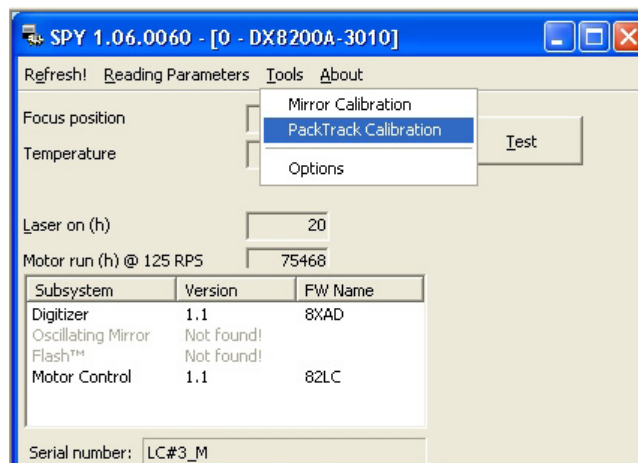 SPY 1.06.0060 - [0 - DX8200A-3010]
Refresh! Reading Parameters Tools About
Mirror Calibration
PackTrack Calibration
Options
Focus position
Temperature
Test
Laser on (h) 20
Motor run (h) @ 125 RPS 75468
Subsystem Version FW Name
Digitizer 1.1 8XAD
Oscillating Mirror Not found!
Flash™ Not found!
Motor Control 1.1 82LC
Serial number: LC#3_M